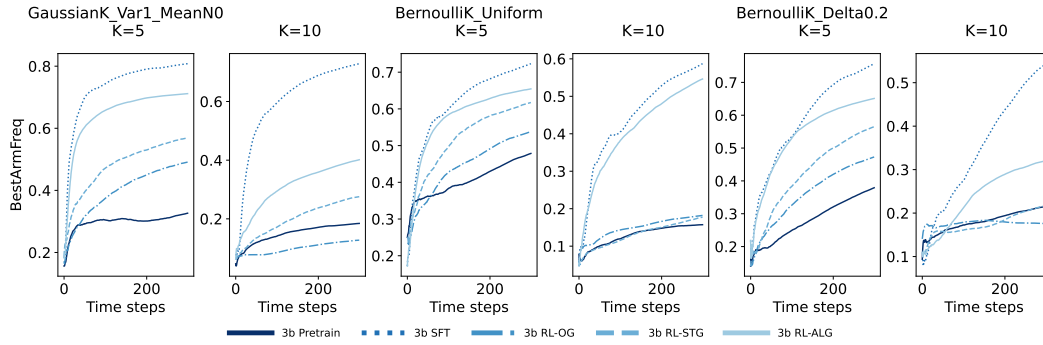 GaussianK_Var1_MeanN0
K=5
K=10
BernoulliK_Uniform
K=5
K=10
BernoulliK_Delta0.2
K=5
K=10
BestArmFreq
0.8
0.6
0.4
0.2
0
200
Time steps
0.6
0.4
0.2
0
200
Time steps
0.7
0.6
0.5
0.4
0.3
0.2
0
200
Time steps
0.6
0.5
0.4
0.3
0.2
0.1
0
200
Time steps
0.7
0.6
0.5
0.4
0.3
0.2
0
200
Time steps
0.5
0.4
0.3
0.2
0.1
0
200
Time steps
3b Pretrain
3b SFT
3b RL-OG
3b RL-STG
3b RL-ALG